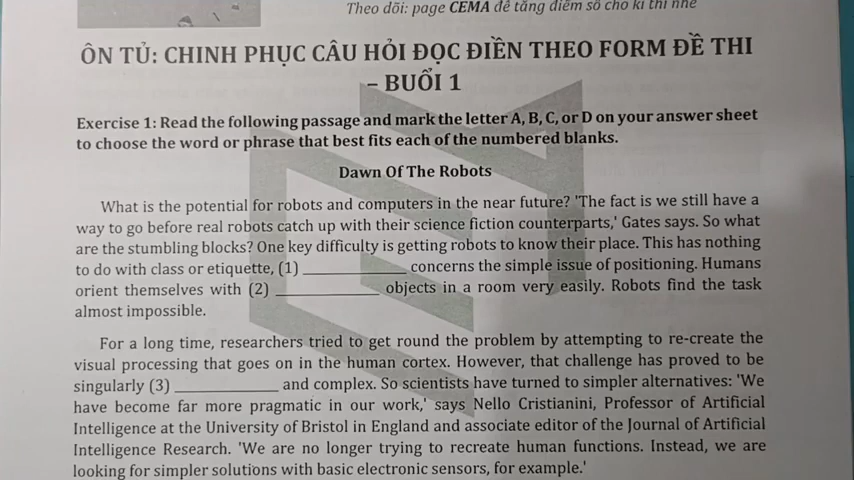 Theo dõi: page CEMA để tăng điểm số cho kì thi nhé
ÔN TỦ: CHINH PHỤC CÂU HỎI ĐỌC ĐIỀN THEO FORM ĐỀ THI
– BUỔI 1
Exercise 1: Read the following passage and mark the letter A, B, C, or D on your answer sheet
to choose the word or phrase that best fits each of the numbered blanks.
Dawn Of The Robots
What is the potential for robots and computers in the near future? 'The fact is we still have a
way to go before real robots catch up with their science fiction counterparts,' Gates says. So what
are the stumbling blocks? One key difficulty is getting robots to know their place. This has nothing
to do with class or etiquette, (1) ____________ concerns the simple issue of positioning. Humans
orient themselves with (2) ____________ objects in a room very easily. Robots find the task
almost impossible.
For a long time, researchers tried to get round the problem by attempting to re-create the
visual processing that goes on in the human cortex. However, that challenge has proved to be
singularly (3) ____________ and complex. So scientists have turned to simpler alternatives: 'We
have become far more pragmatic in our work,' says Nello Cristianini, Professor of Artificial
Intelligence at the University of Bristol in England and associate editor of the Journal of Artificial
Intelligence Research. 'We are no longer trying to recreate human functions. Instead, we are
looking for simpler solutions with basic electronic sensors, for example.'